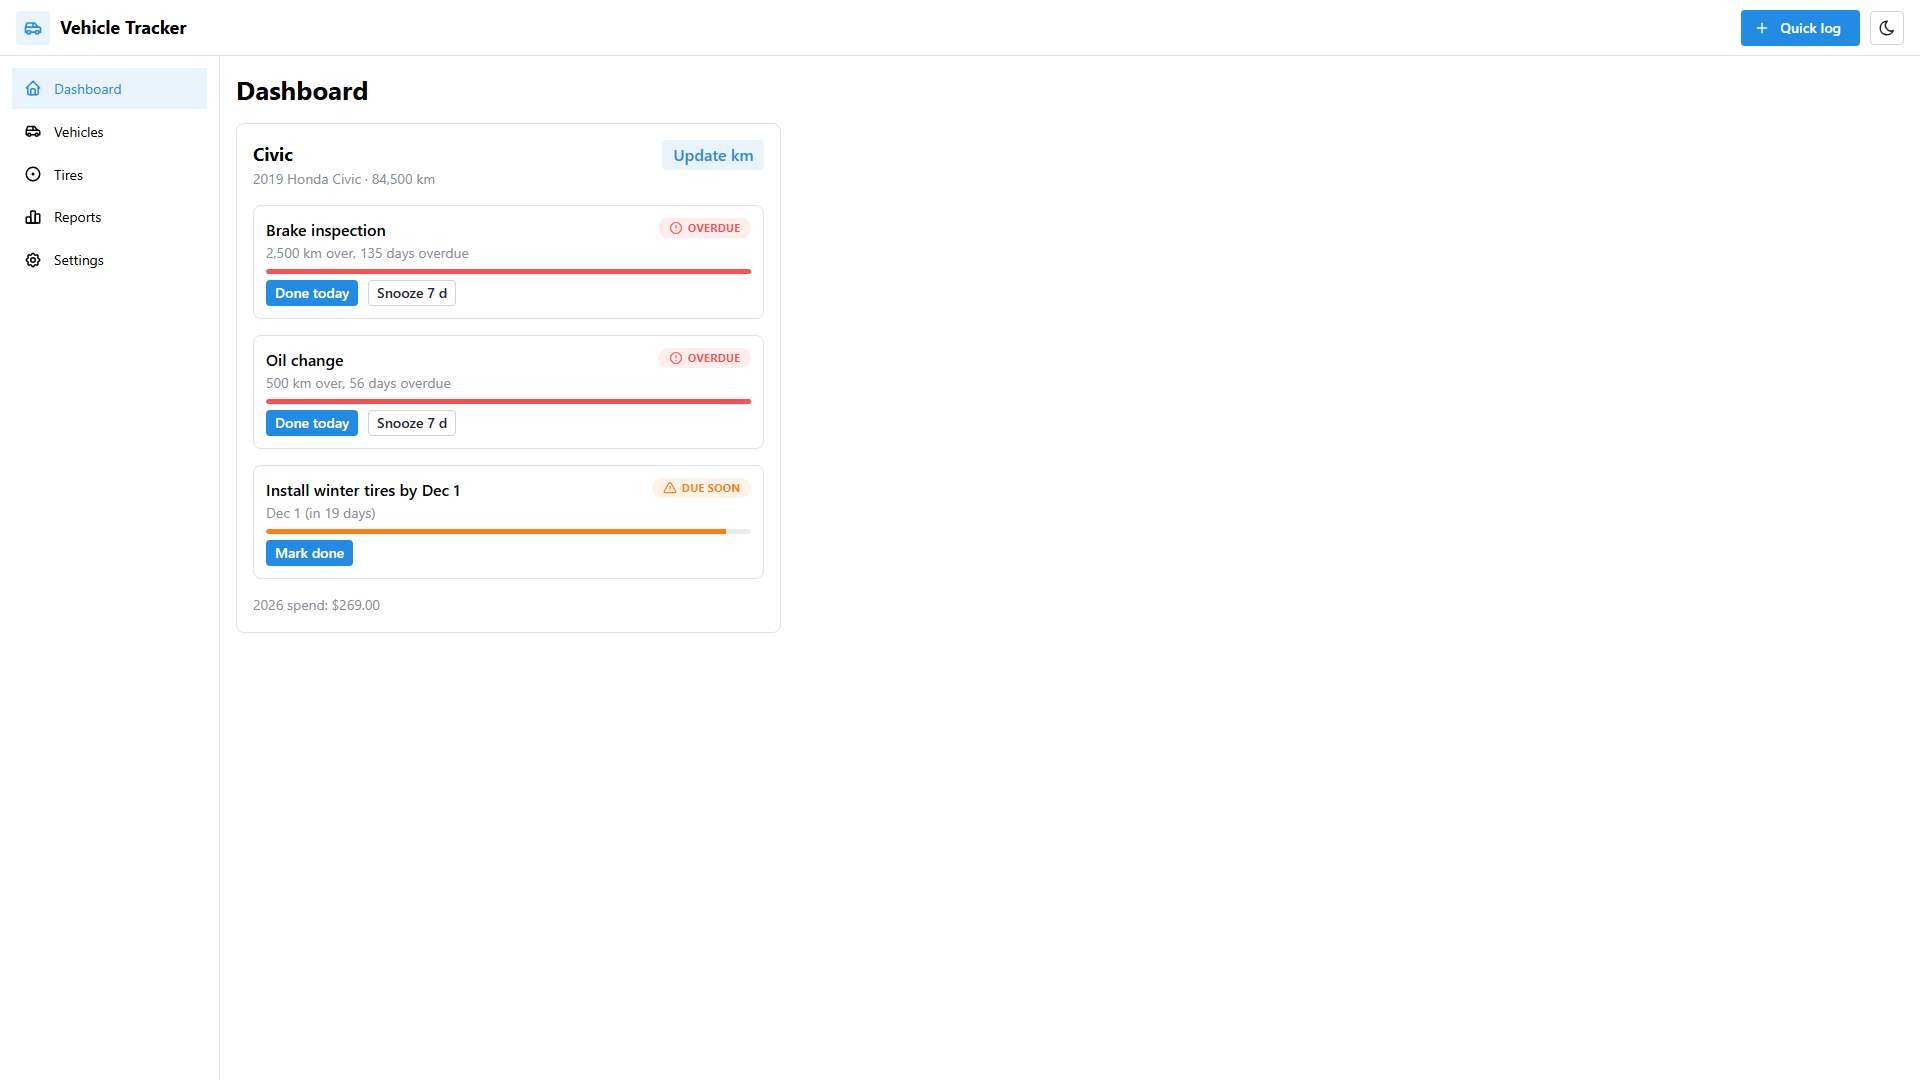 Vehicle Tracker
Quick log
Dashboard
Vehicles
Tires
Reports
Settings
Dashboard
Civic
Update km
2019 Honda Civic · 84,500 km
Brake inspection
OVERDUE
2,500 km over, 135 days overdue
Done today
Snooze 7 d
Oil change
OVERDUE
500 km over, 56 days overdue
Done today
Snooze 7 d
Install winter tires by Dec 1
DUE SOON
Dec 1 (in 19 days)
Mark done
2026 spend: $269.00